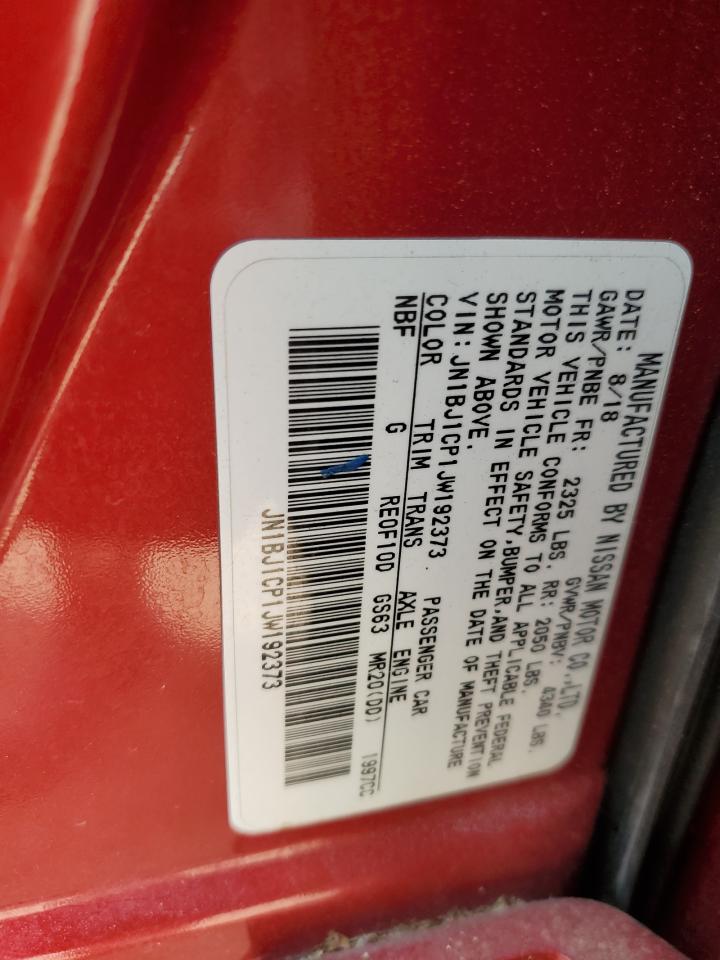 MANUFACTURED BY NISSAN MOTOR CO.,LTD.
DATE: 8/18 GVWR/PNBV: 4340 LBS.
GAWR/PNBE FR: 2325 LBS. RR: 2050 LBS.
THIS VEHICLE CONFORMS TO ALL APPLICABLE FEDERAL
MOTOR VEHICLE SAFETY,BUMPER,AND THEFT PREVENTION
STANDARDS IN EFFECT ON THE DATE OF MANUFACTURE
SHOWN ABOVE.
VIN:JN1BJ1CP1JW192373. PASSENGER CAR
COLOR TRIM TRANS AXLE ENGINE
NBF G RE0F10D GS63 MR20(DD) 1997CC
JN1BJ1CP1JW192373